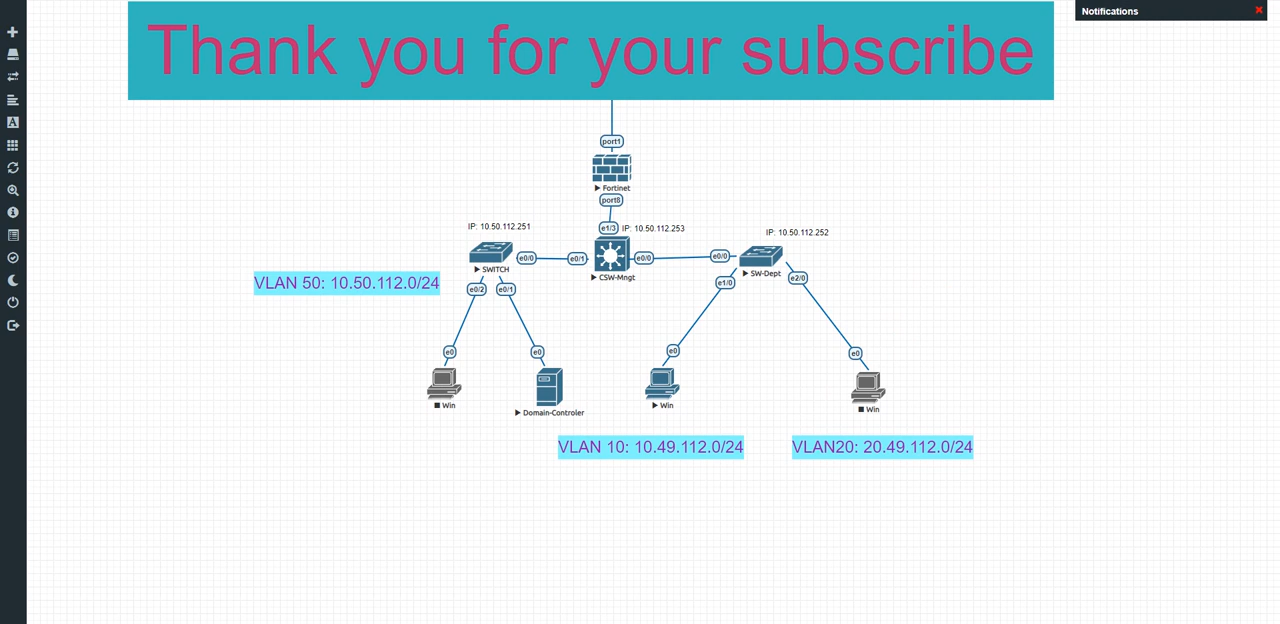 Thank you for your subscribe
Notifications
port1
Fortinet
port8
e1/3
IP: 10.50.112.253
IP: 10.50.112.251
IP: 10.50.112.252
e0/0
e0/1
e0/0
e0/0
SWITCH
CSW-Mngt
SW-Dept
VLAN 50: 10.50.112.0/24
e0/2
e0/1
e1/0
e2/0
e0
e0
e0
e0
Win
Domain-Controler
Win
Win
VLAN 10: 10.49.112.0/24
VLAN20: 20.49.112.0/24